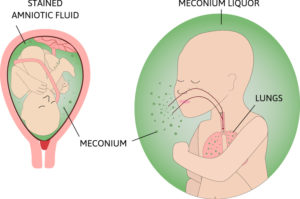 STAINED
AMNIOTIC FLUID
MECONIUM LIQUOR
LUNGS
MECONIUM